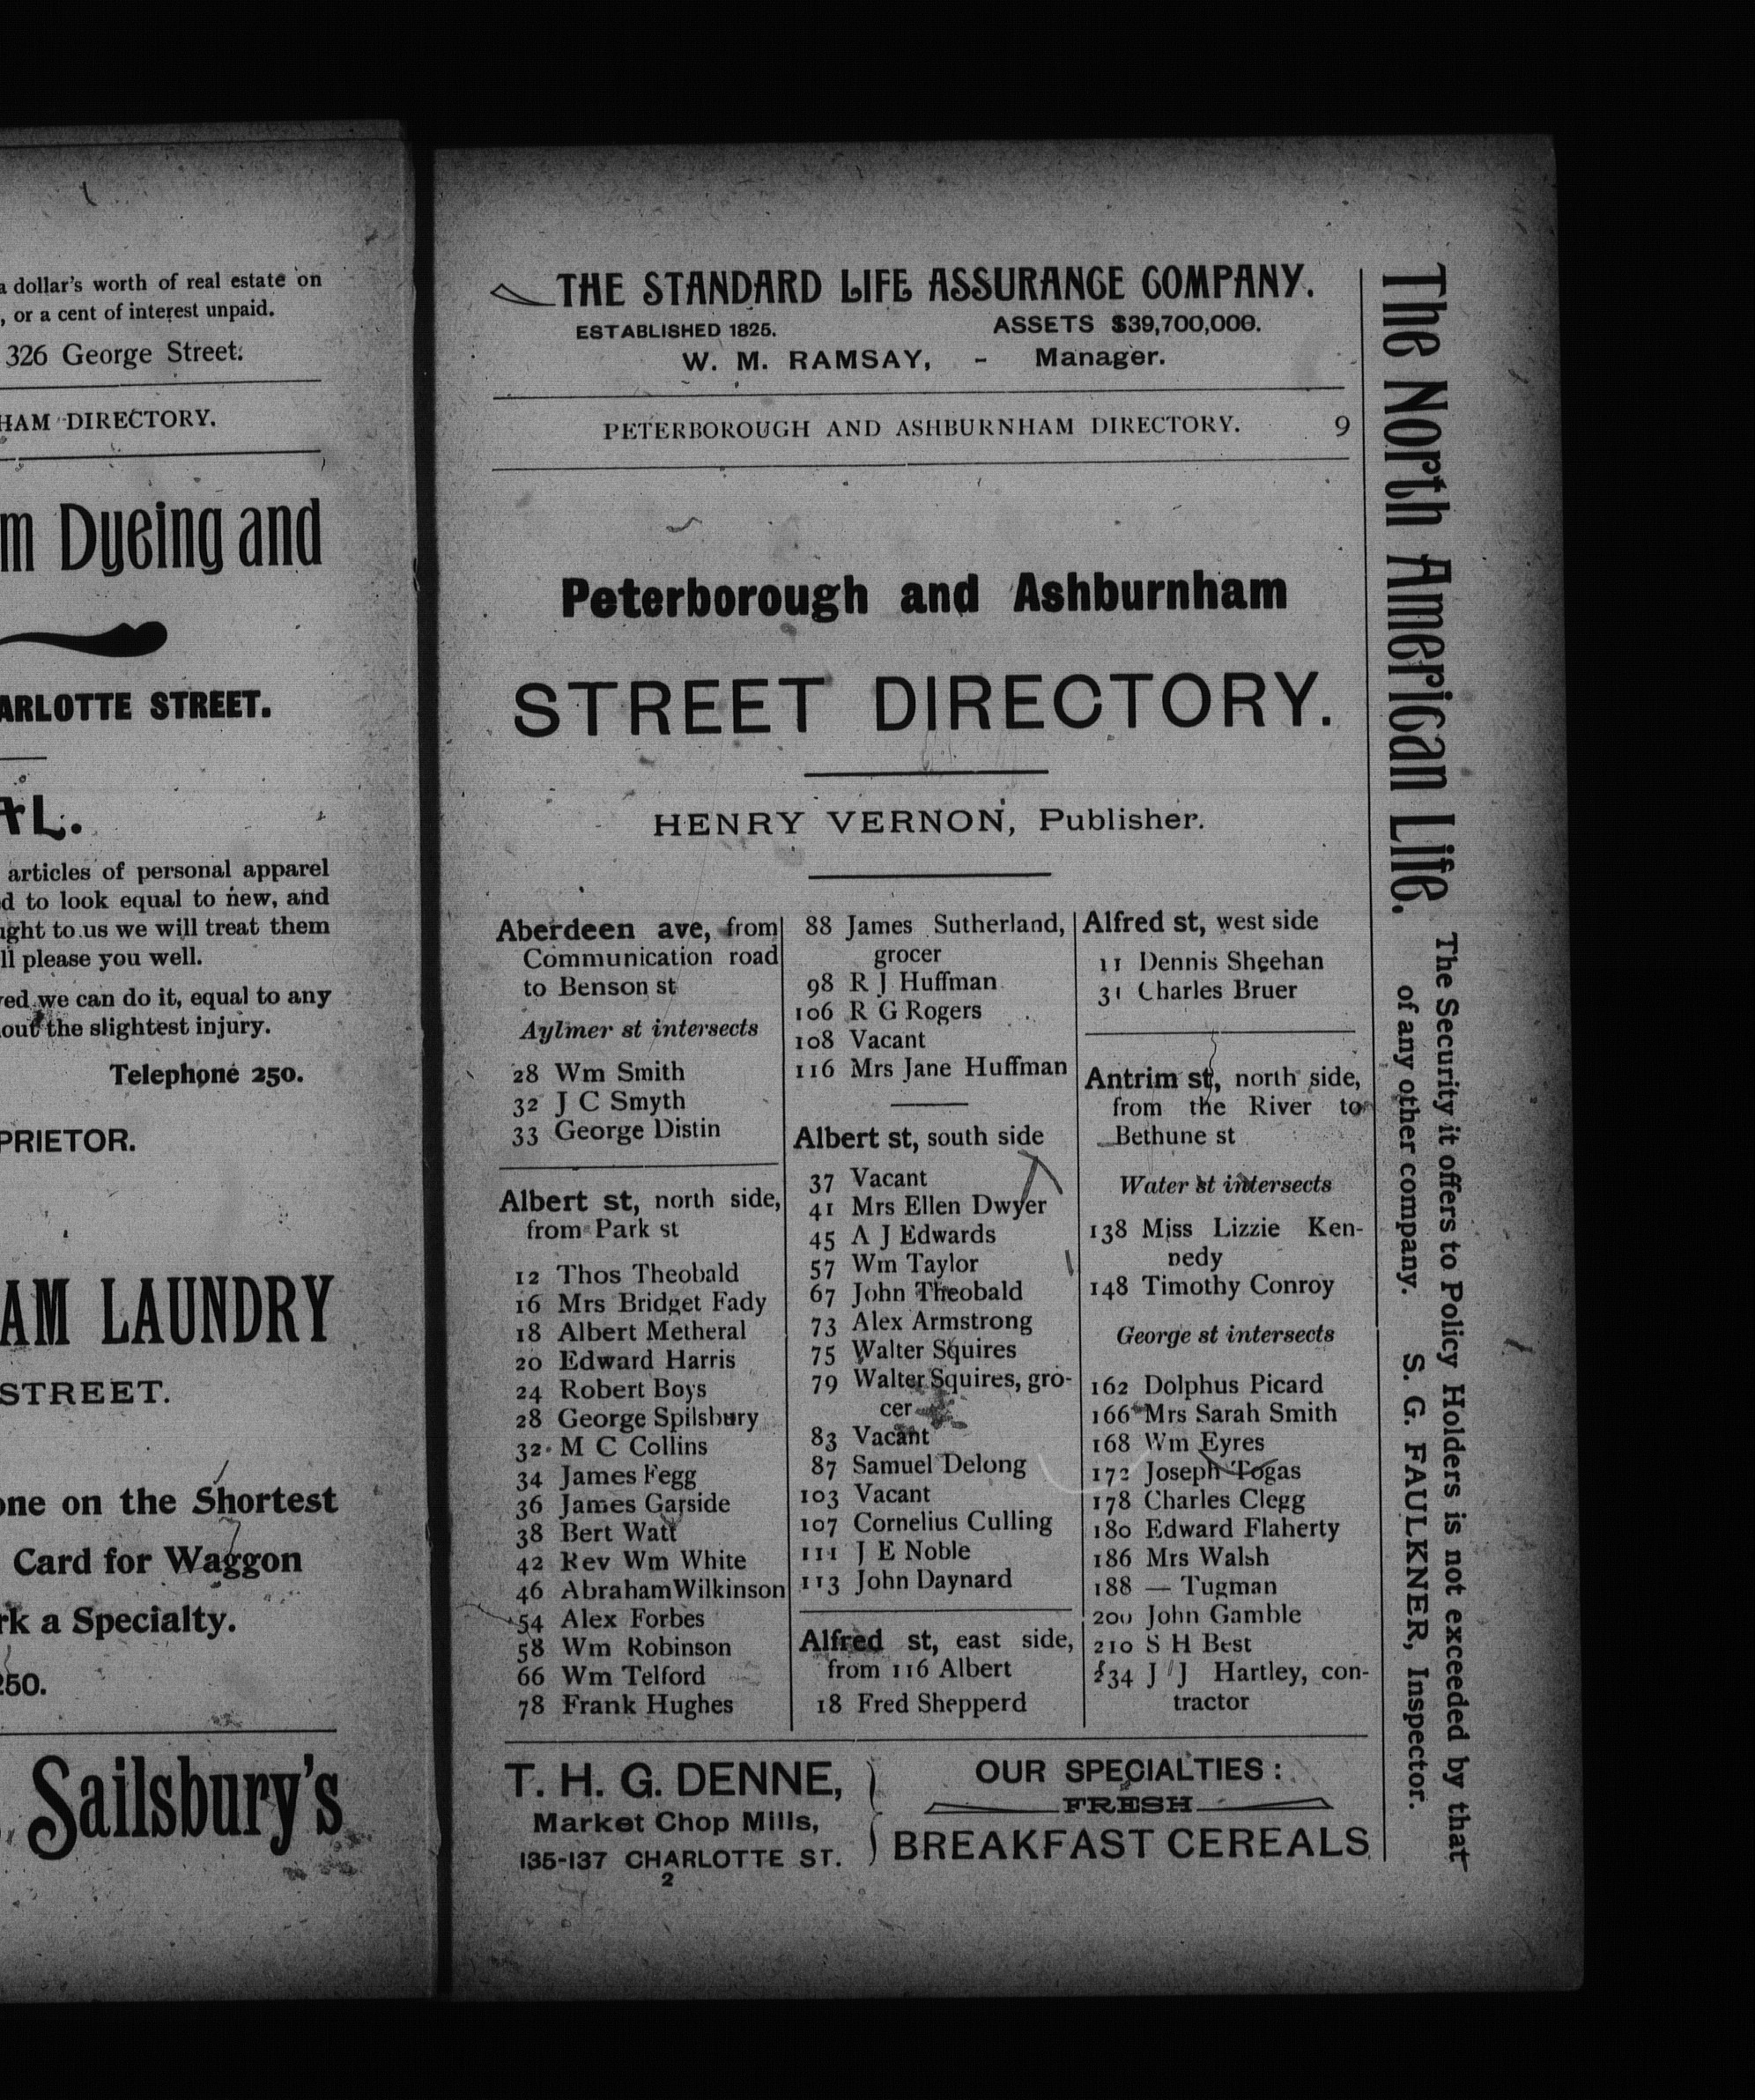 a dollar's worth of real estate on
, or a cent of interest unpaid.
326 George Street.
HAM DIRECTORY.
m Dyeing and
ARLOTTE STREET.
AL.
articles of personal apparel
d to look equal to new, and
ught to us we will treat them
ll please you well.
ved we can do it, equal to any
out the slightest injury.
Telephone 250.
PRIETOR.
AM LAUNDRY
STREET.
one on the Shortest
Card for Waggon
rk a Specialty.
250.
Sailsbury's
THE STANDARD LIFE ASSURANCE COMPANY.
ESTABLISHED 1825. ASSETS $39,700,000.
W. M. RAMSAY, - Manager.
PETERBOROUGH AND ASHBURNHAM DIRECTORY. 9
Peterborough and Ashburnham
STREET DIRECTORY.
HENRY VERNON, Publisher.
Aberdeen ave, from
Communication road
to Benson st
Aylmer st intersects
28 Wm Smith
32 J C Smyth
33 George Distin
Albert st, north side,
from Park st
12 Thos Theobald
16 Mrs Bridget Fady
18 Albert Metheral
20 Edward Harris
24 Robert Boys
28 George Spilsbury
32 M C Collins
34 James Fegg
36 James Garside
38 Bert Watt
42 Rev Wm White
46 Abraham Wilkinson
54 Alex Forbes
58 Wm Robinson
66 Wm Telford
78 Frank Hughes
88 James Sutherland,
grocer
98 R J Huffman
106 R G Rogers
108 Vacant
116 Mrs Jane Huffman
Albert st, south side
37 Vacant
41 Mrs Ellen Dwyer
45 A J Edwards
57 Wm Taylor
67 John Theobald
73 Alex Armstrong
75 Walter Squires
79 Walter Squires, gro-
cer
83 Vacant
87 Samuel Delong
103 Vacant
107 Cornelius Culling
111 J E Noble
113 John Daynard
Alfred st, east side,
from 116 Albert
18 Fred Shepperd
Alfred st, west side
11 Dennis Sheehan
31 Charles Bruer
Antrim st, north side,
from the River to
Bethune st
Water st intersects
138 Miss Lizzie Ken-
nedy
148 Timothy Conroy
George st intersects
162 Dolphus Picard
166 Mrs Sarah Smith
168 Wm Eyres
172 Joseph Togas
178 Charles Clegg
180 Edward Flaherty
186 Mrs Walsh
188 — Tugman
200 John Gamble
210 S H Best
234 J J Hartley, con-
tractor
T. H. G. DENNE,
Market Chop Mills,
135-137 CHARLOTTE ST.
2
OUR SPECIALTIES:
FRESH
BREAKFAST CEREALS
The North American Life. The Security it offers to Policy Holders is not exceeded by that
of any other company. S. G. FAULKNER, Inspector.